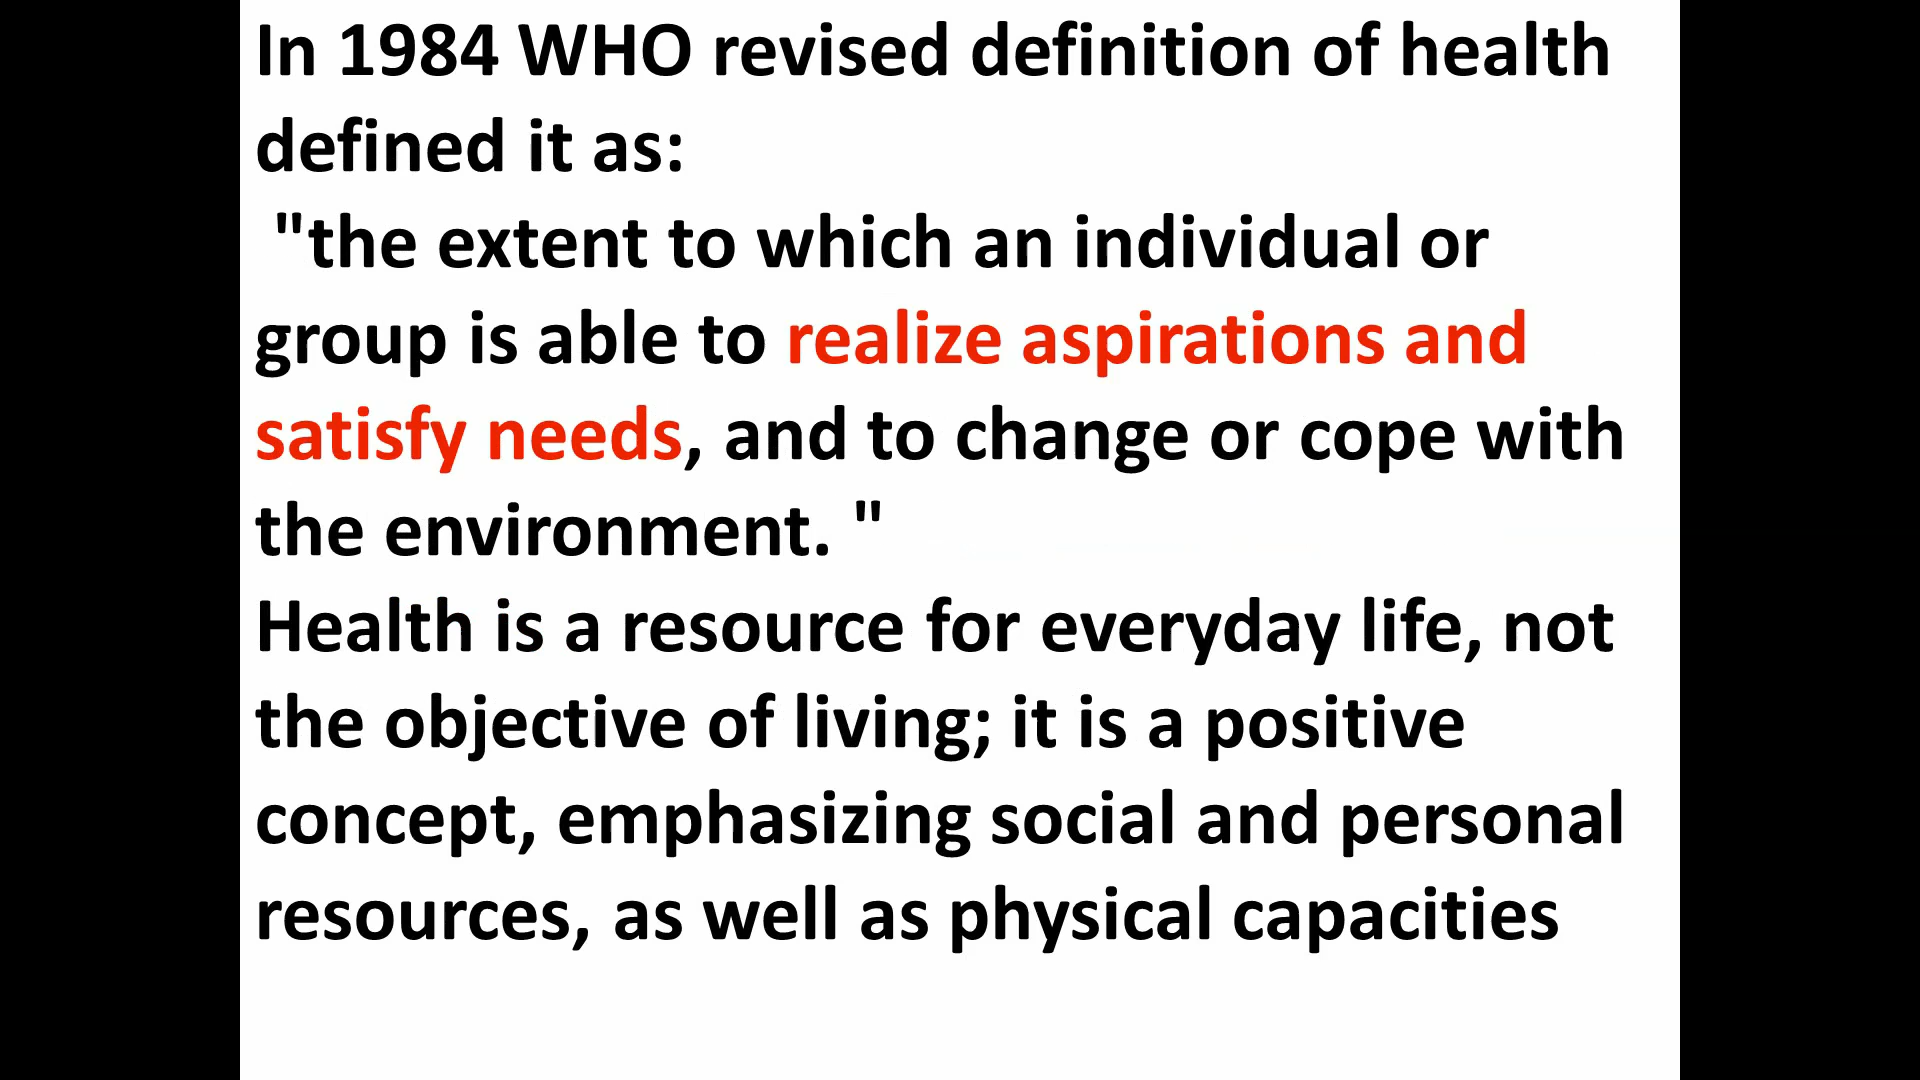 In 1984 WHO revised definition of health
defined it as:
"the extent to which an individual or
group is able to realize aspirations and
satisfy needs, and to change or cope with
the environment. "
Health is a resource for everyday life, not
the objective of living; it is a positive
concept, emphasizing social and personal
resources, as well as physical capacities